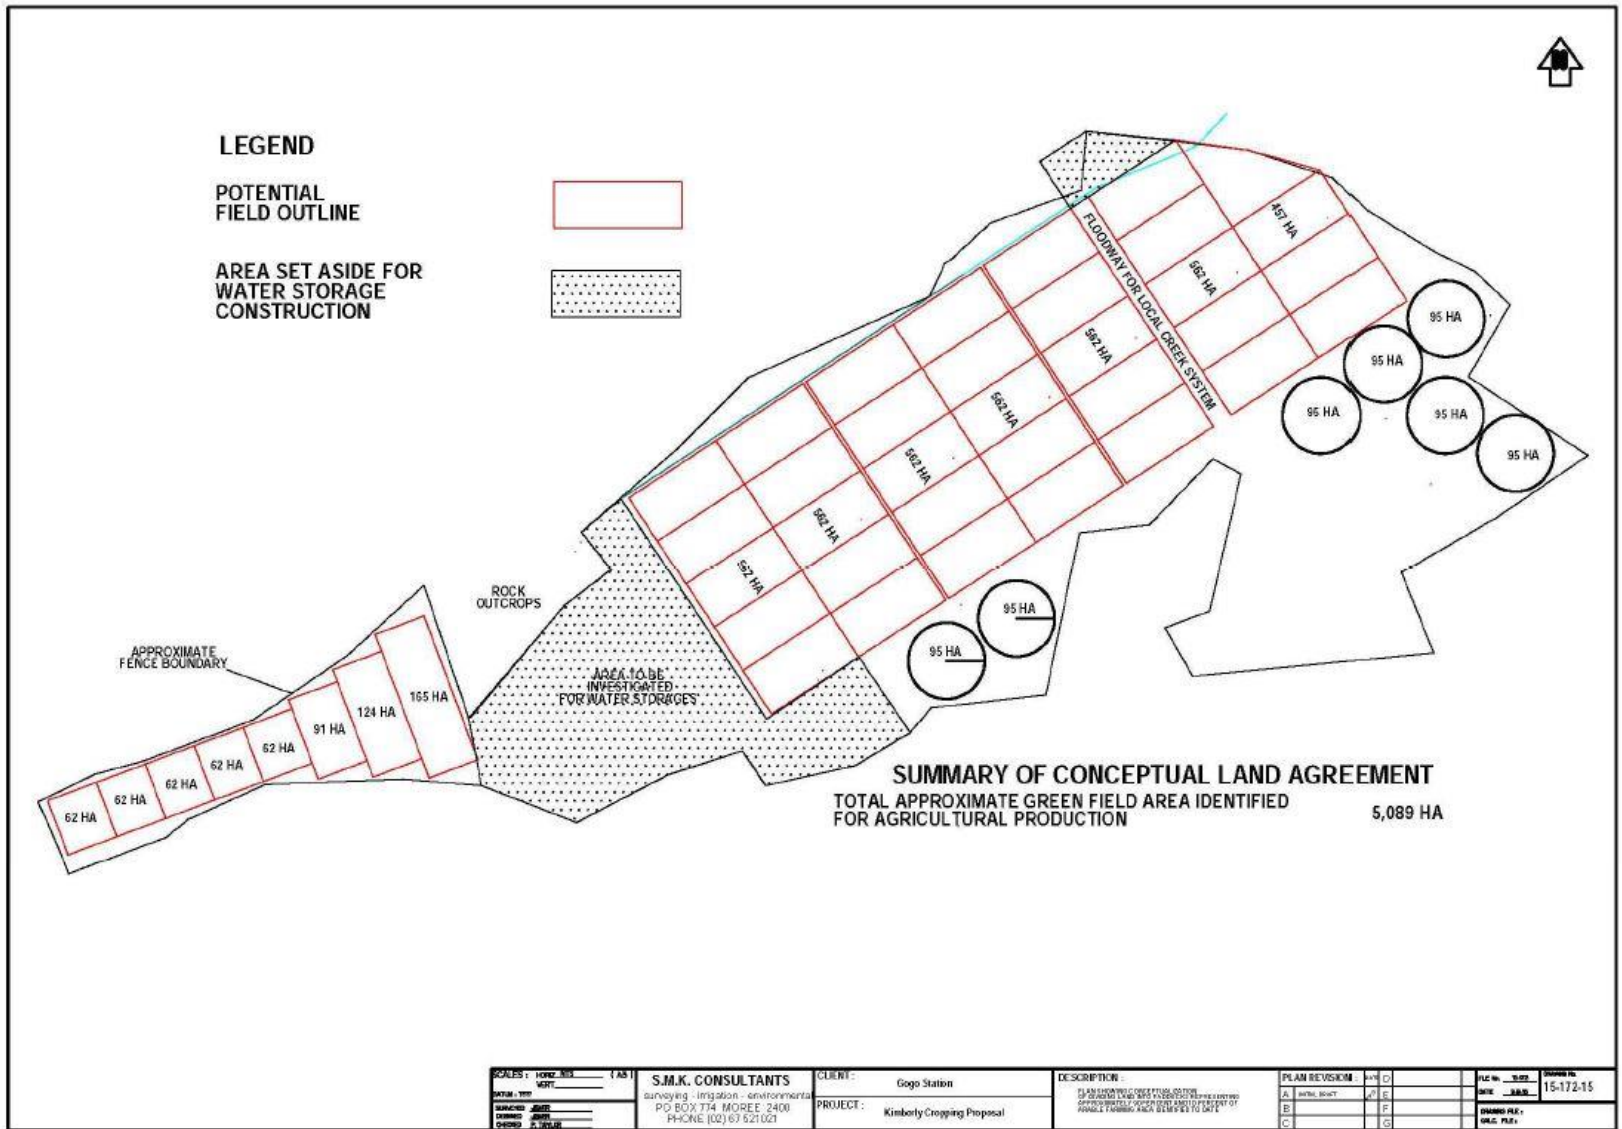 LEGEND
POTENTIAL
FIELD OUTLINE
AREA SET ASIDE FOR
WATER STORAGE
CONSTRUCTION
FLOODWAY FOR LOCAL CREEK SYSTEM
457 HA
562 HA
562 HA
562 HA
562 HA
562 HA
562 HA
95 HA
95 HA
95 HA
95 HA
95 HA
95 HA
95 HA
ROCK
OUTCROPS
APPROXIMATE
FENCE BOUNDARY
AREA TO BE
INVESTIGATED
FOR WATER STORAGES
165 HA
124 HA
91 HA
62 HA
62 HA
62 HA
62 HA
62 HA
SUMMARY OF CONCEPTUAL LAND AGREEMENT
TOTAL APPROXIMATE GREEN FIELD AREA IDENTIFIED
FOR AGRICULTURAL PRODUCTION
5,089 HA
SCALES :
VERT
S.M.K. CONSULTANTS
surveying - irrigation - environmental
PO BOX 774 MOREE 2400
PHONE (02) 67 521021
CLIENT :
Gogo Station
PROJECT :
Kimberly Cropping Proposal
DESCRIPTION :
PLAN REVISION :
A
B
C
D
E
F
G
15-172-15